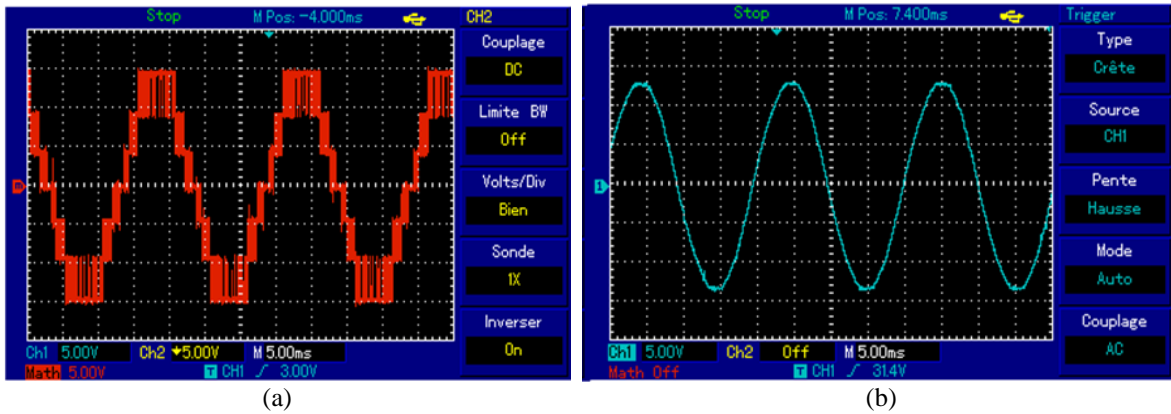 Stop M Pos: -4.000ms CH2
Couplage
DC
Limite BW
Off
Volts/Div
Bien
Sonde
1X
Inverser
On
Ch1 5.00V Ch2 5.00V M 5.00ms
Math 5.00V T CH1 3.00V
(a)
Stop M Pos: 7.400ms Trigger
Type
Crête
Source
CH1
Pente
Hausse
Mode
Auto
Couplage
AC
1
Ch1 5.00V Ch2 Off M 5.00ms
Math Off T CH1 31.4V
(b)